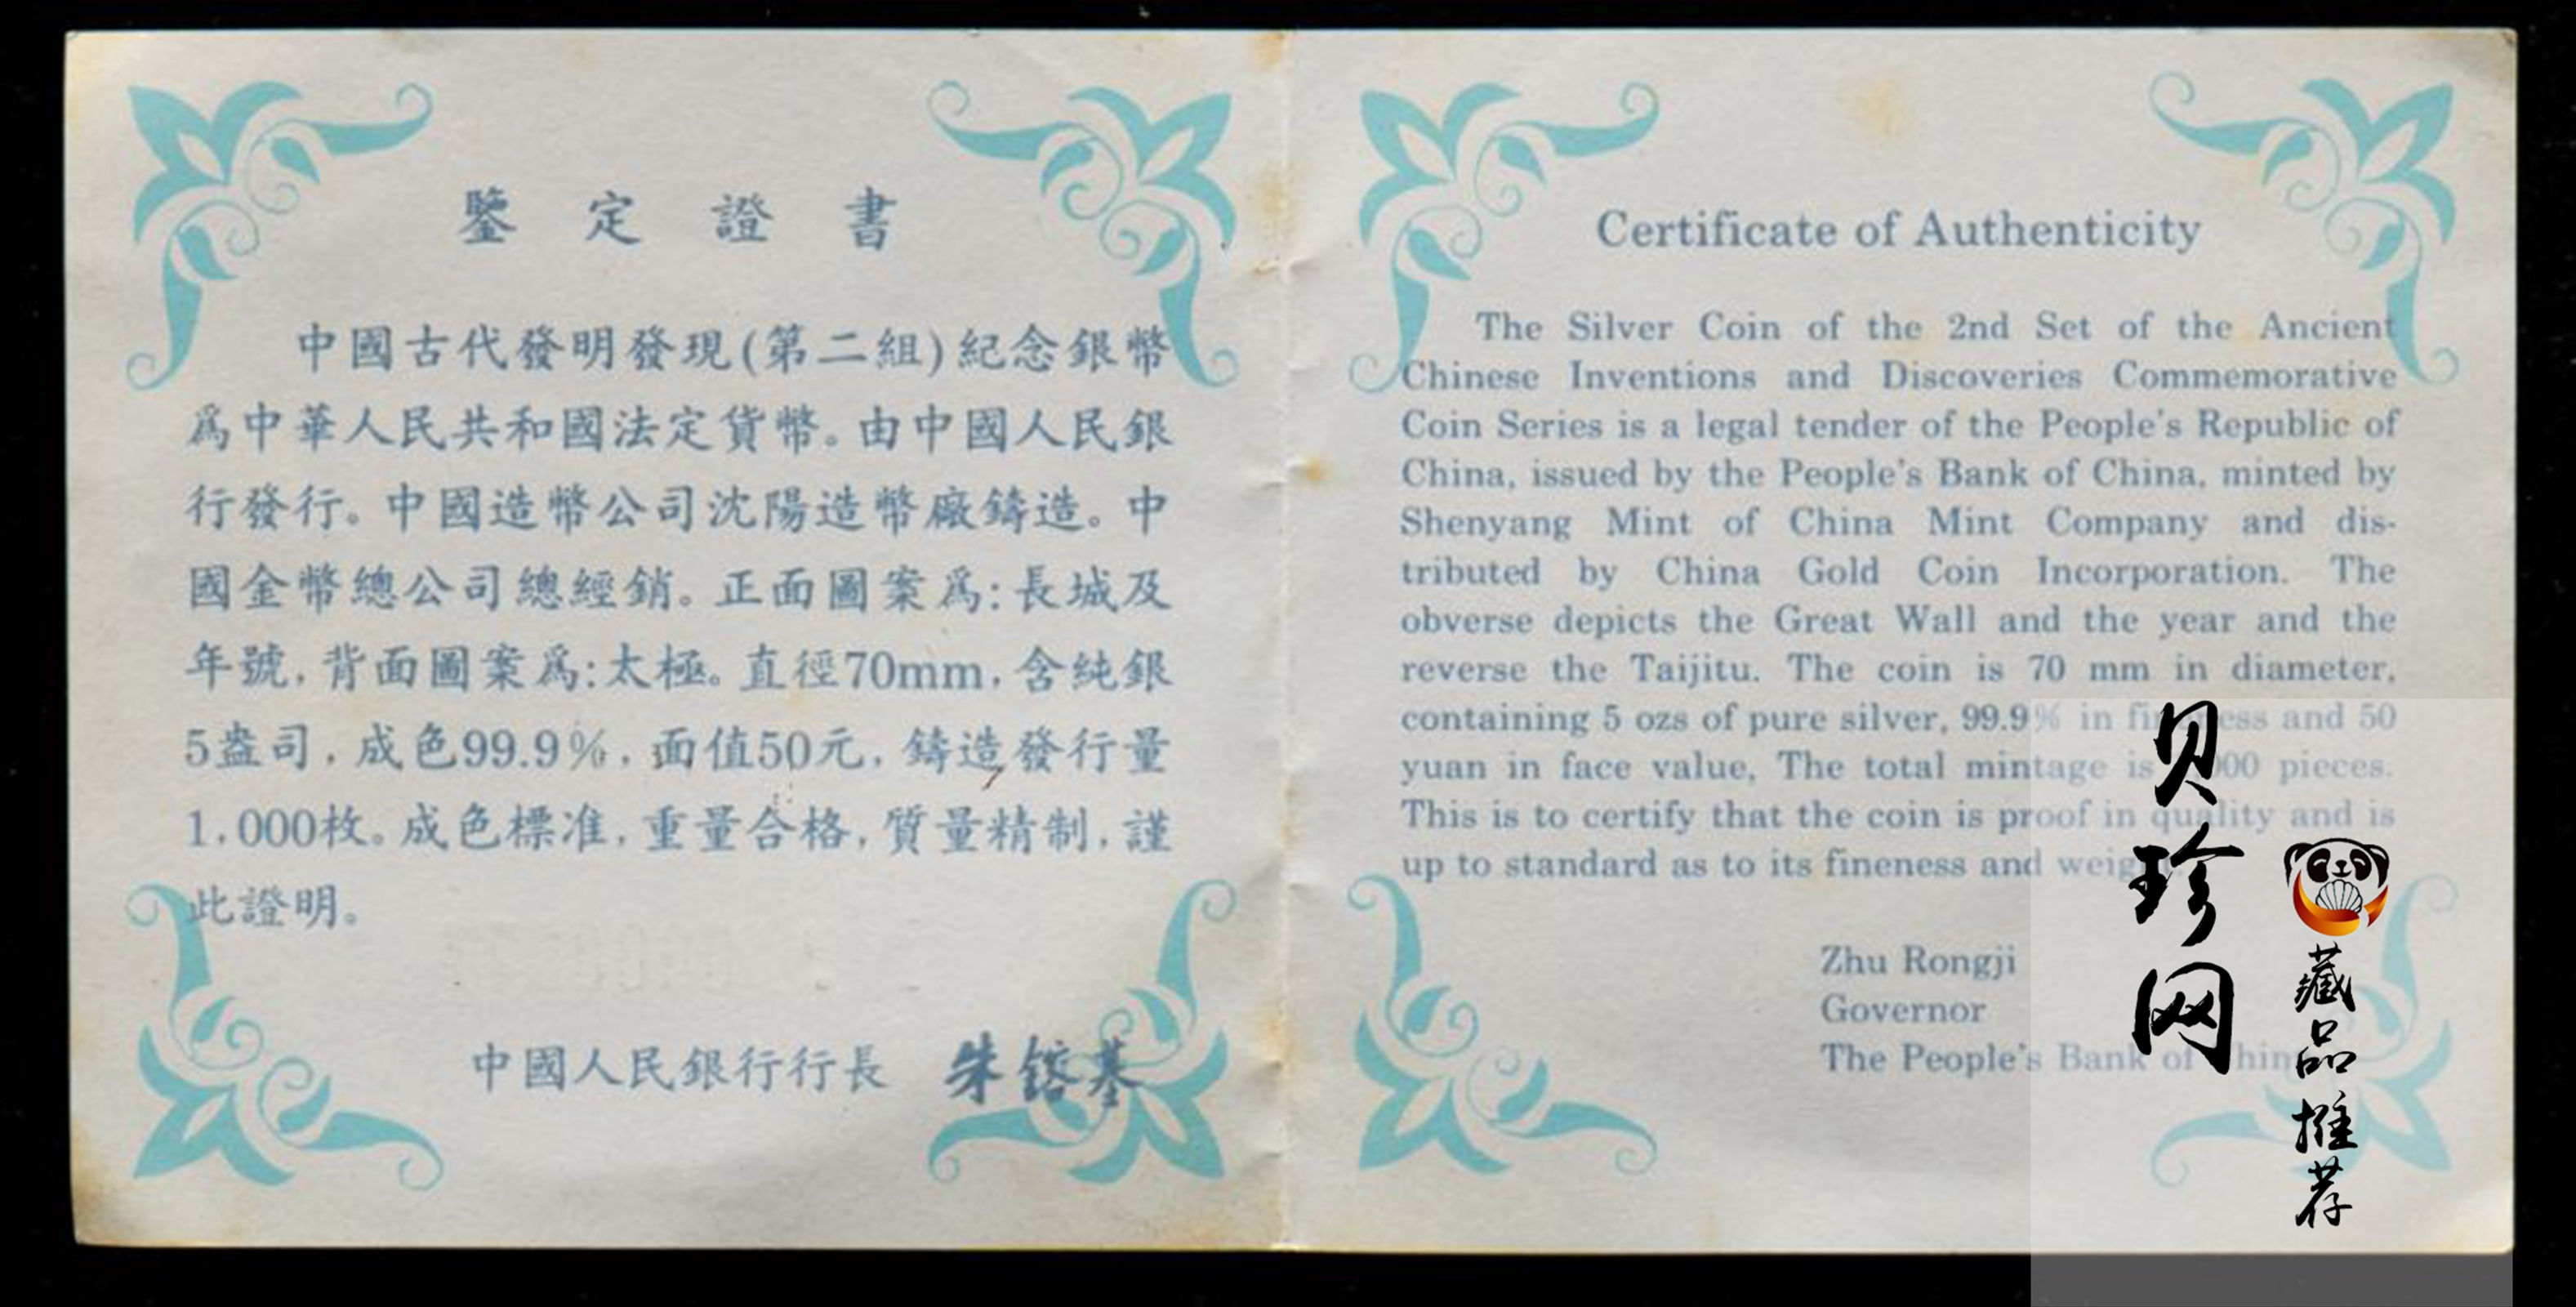 鑒定證書
中國古代發明發現(第二組)紀念銀幣
爲中華人民共和國法定貨幣。由中國人民銀
行發行。中國造幣公司沈陽造幣廠鑄造。中
國金幣總公司總經銷。正面圖案爲:長城及
年號,背面圖案爲:太極。直徑70mm,含純銀
5盎司,成色99.9%,面值50元,鑄造發行量
1,000枚。成色標准,重量合格,質量精制,謹
此證明。
中國人民銀行行長 朱鎔基
Certificate of Authenticity
The Silver Coin of the 2nd Set of the Ancient
Chinese Inventions and Discoveries Commemorative
Coin Series is a legal tender of the People's Republic of
China, issued by the People's Bank of China, minted by
Shenyang Mint of China Mint Company and dis-
tributed by China Gold Coin Incorporation. The
obverse depicts the Great Wall and the year and the
reverse the Taijitu. The coin is 70 mm in diameter,
containing 5 ozs of pure silver, 99.9% in fineness and 50
yuan in face value, The total mintage is pieces.
This is to certify that the coin is proof in quality and is
up to standard as to its fineness and
Zhu Rongji
Governor
The People's Bank of China
贝珍网
藏品推荐